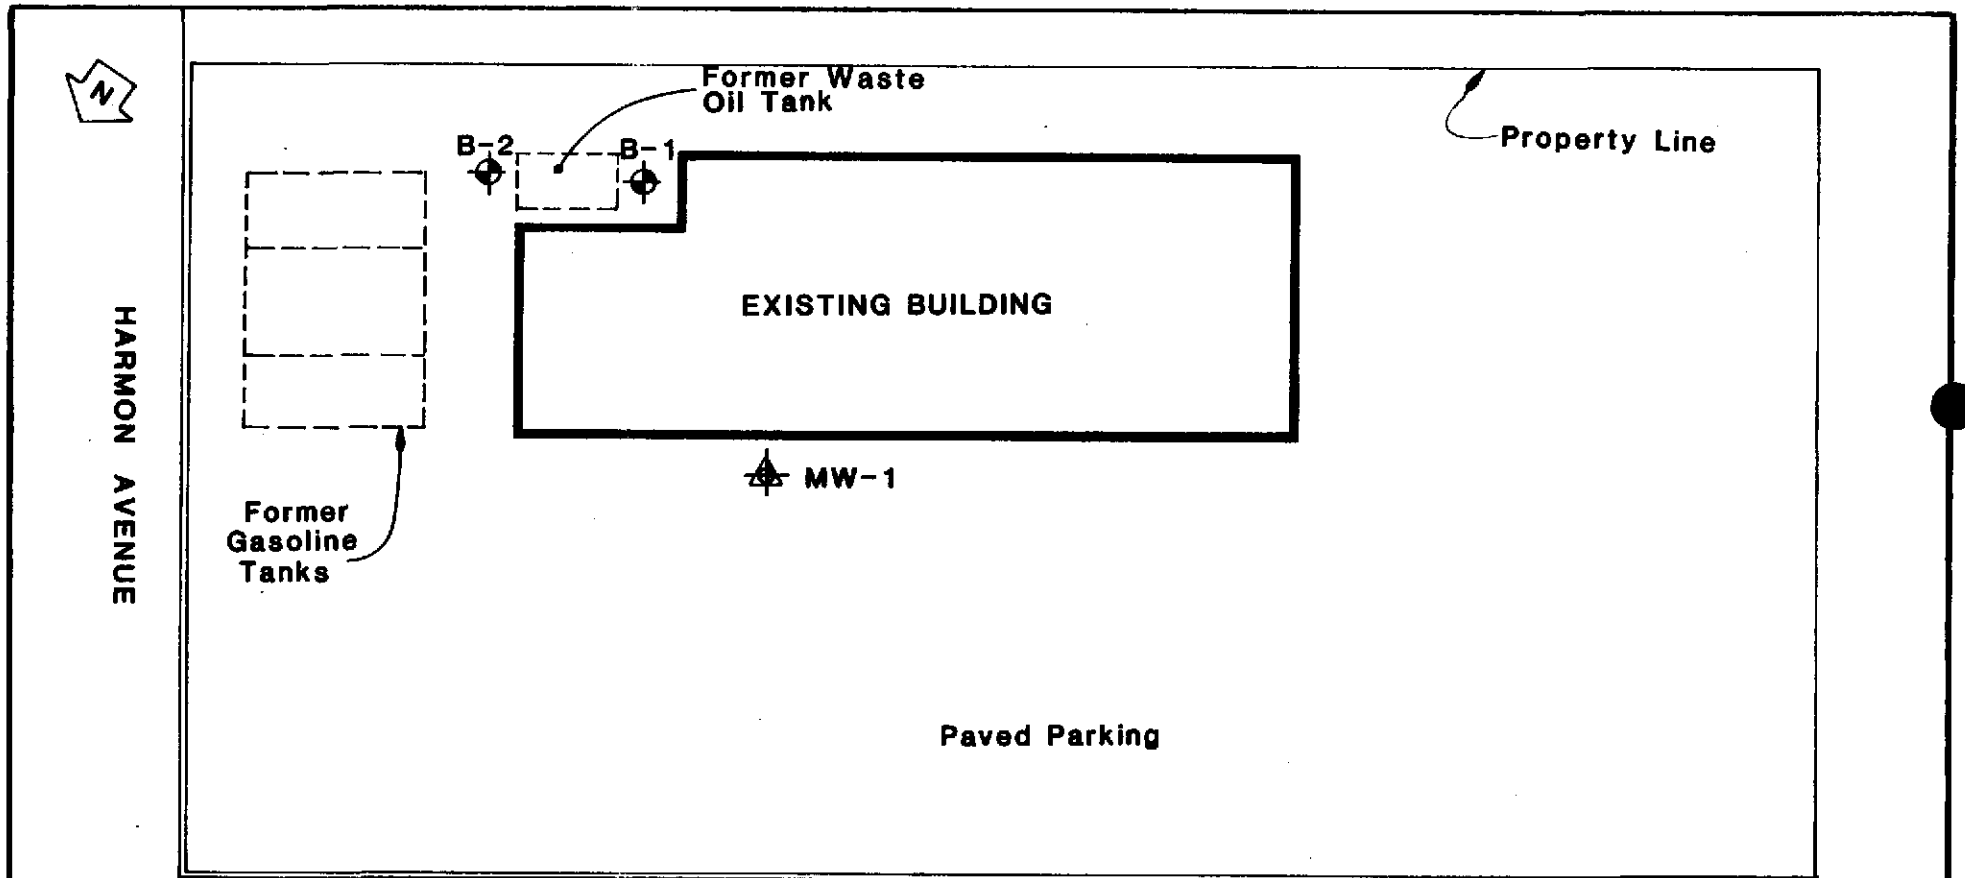 N
Former Waste
Oil Tank
B-2
B-1
Property Line
EXISTING BUILDING
HARMON AVENUE
MW-1
Former
Gasoline
Tanks
Paved Parking